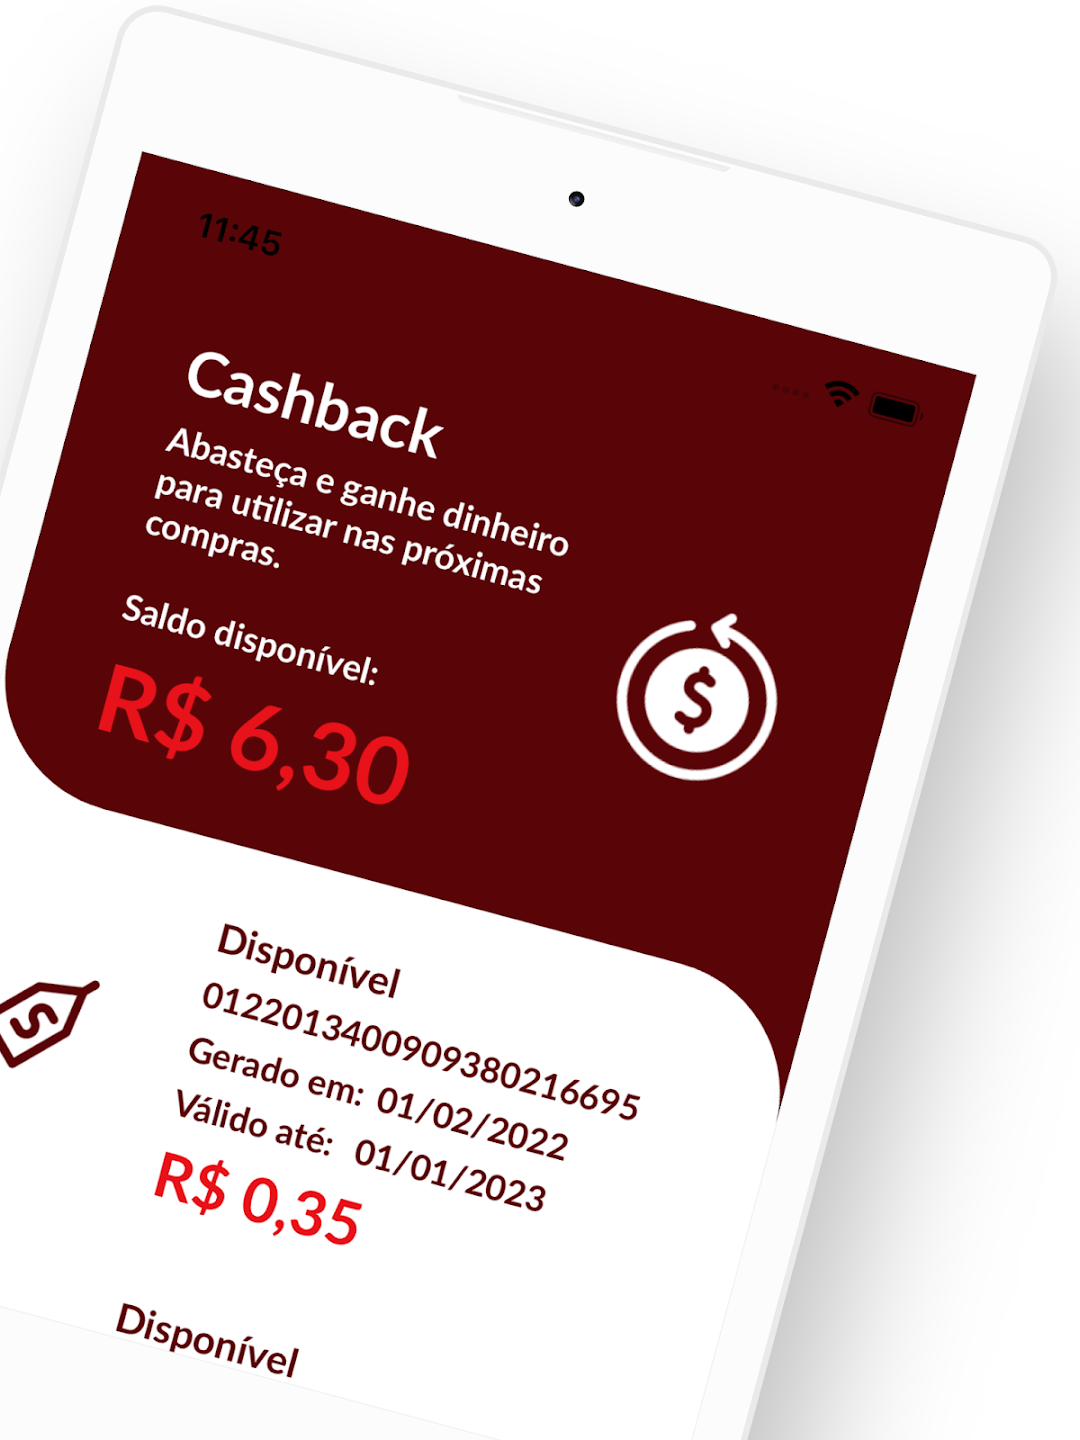 11:45
Cashback
Abasteça e ganhe dinheiro
para utilizar nas próximas
compras.
Saldo disponível:
R$ 6,30
Disponível
0122013400909380216695
Gerado em: 01/02/2022
Válido até: 01/01/2023
R$ 0,35
Disponível